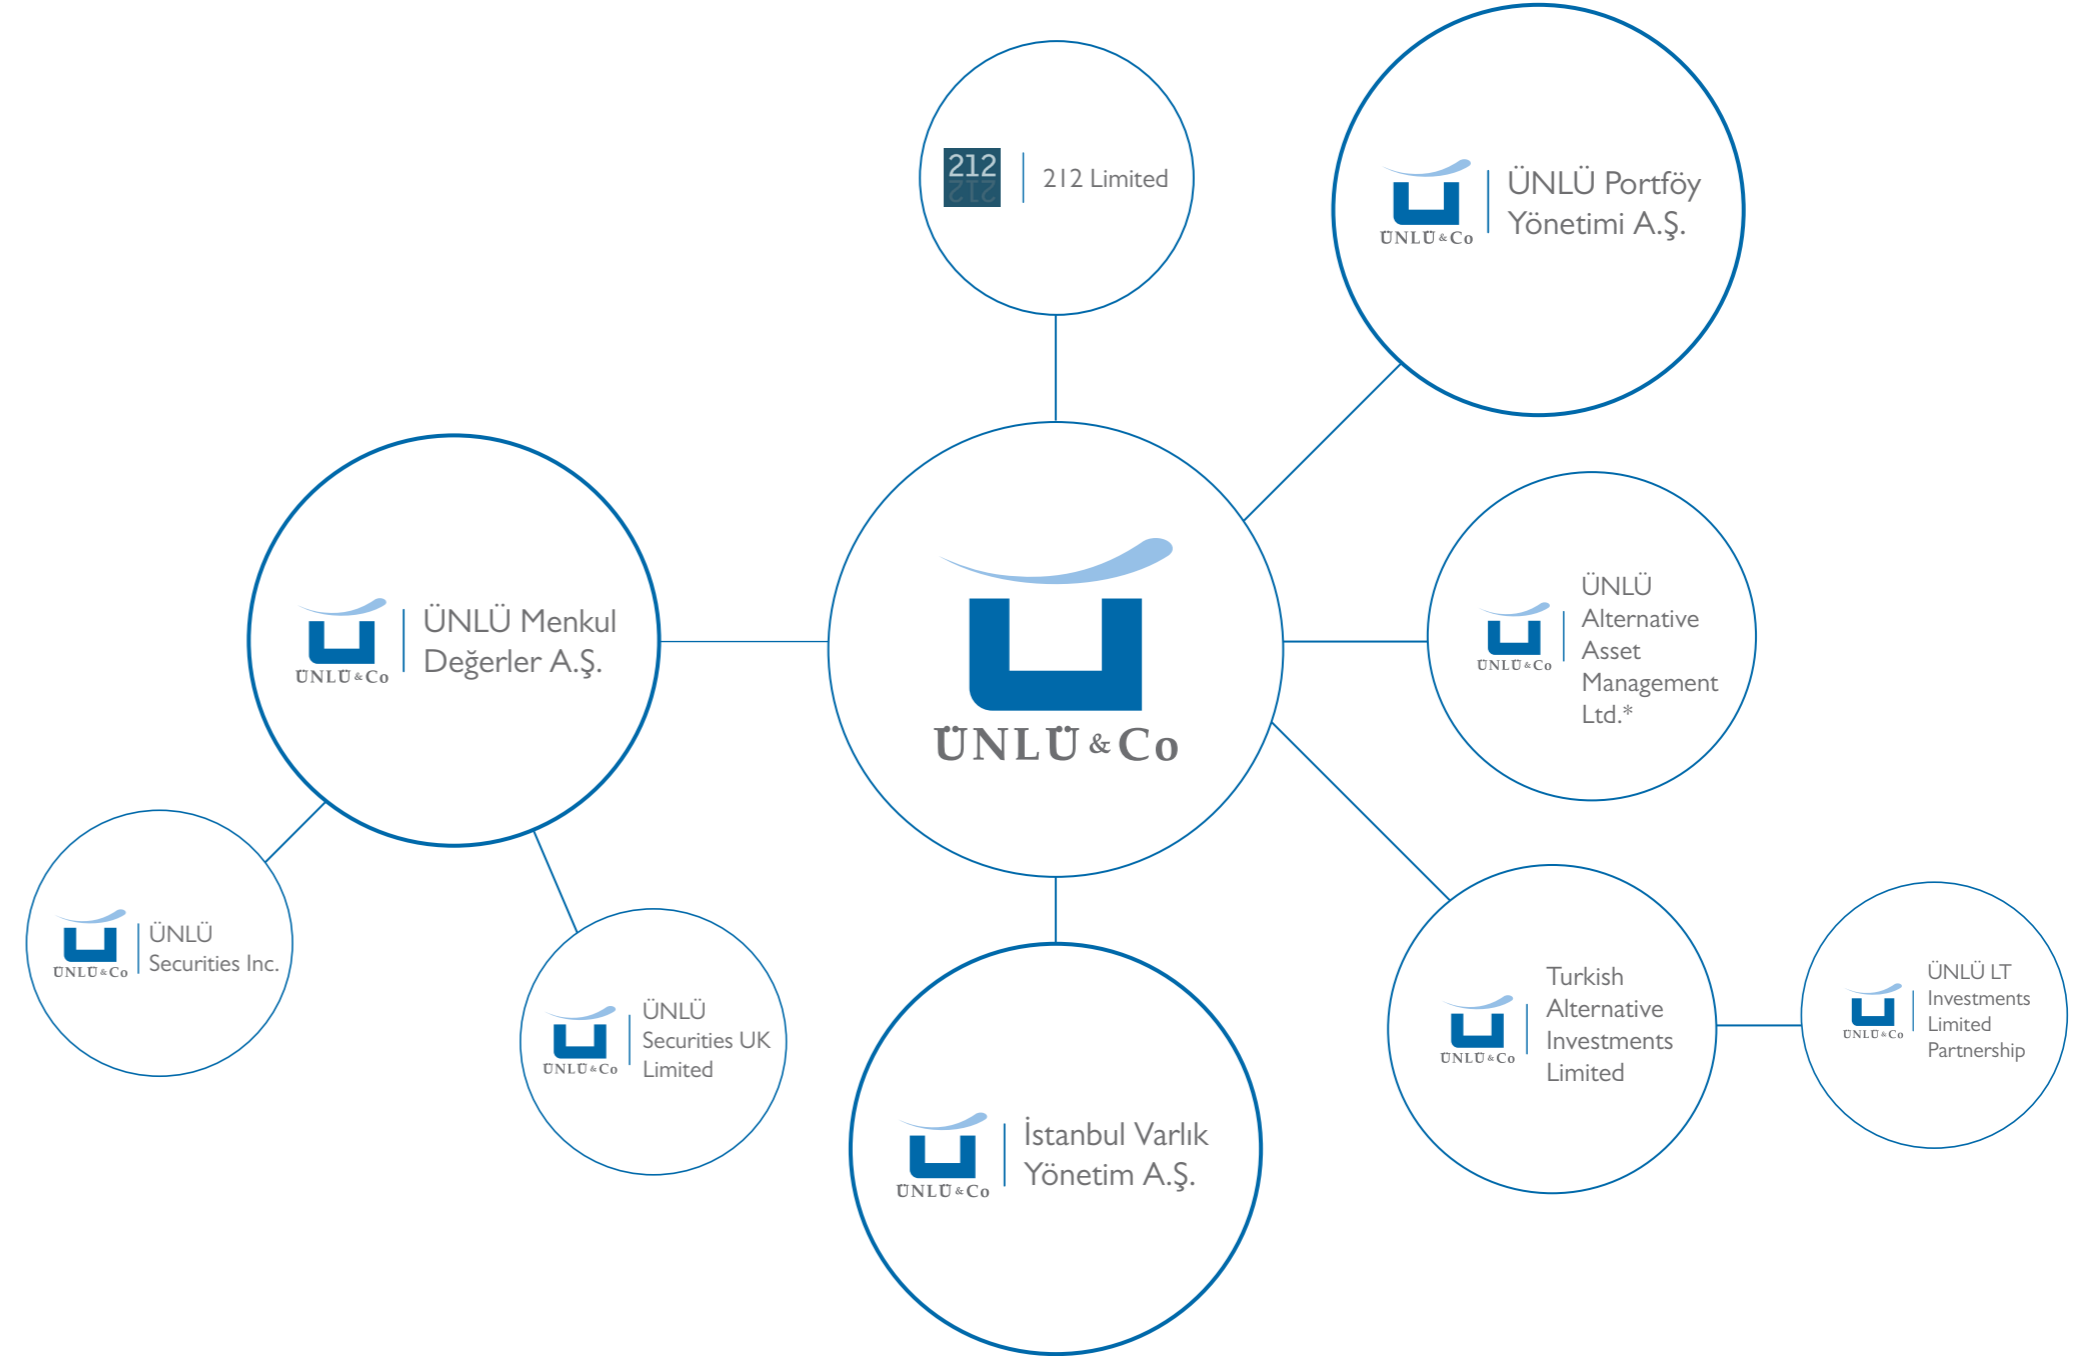 212
212
212 Limited
ÜNLÜ&Co
ÜNLÜ Portföy
Yönetimi A.Ş.
ÜNLÜ&Co
ÜNLÜ Menkul
Değerler A.Ş.
ÜNLÜ&Co
ÜNLÜ&Co
ÜNLÜ
Alternative
Asset
Management
Ltd.*
ÜNLÜ&Co
ÜNLÜ
Securities Inc.
ÜNLÜ&Co
ÜNLÜ
Securities UK
Limited
ÜNLÜ&Co
İstanbul Varlık
Yönetim A.Ş.
ÜNLÜ&Co
Turkish
Alternative
Investments
Limited
ÜNLÜ&Co
ÜNLÜ LT
Investments
Limited
Partnership